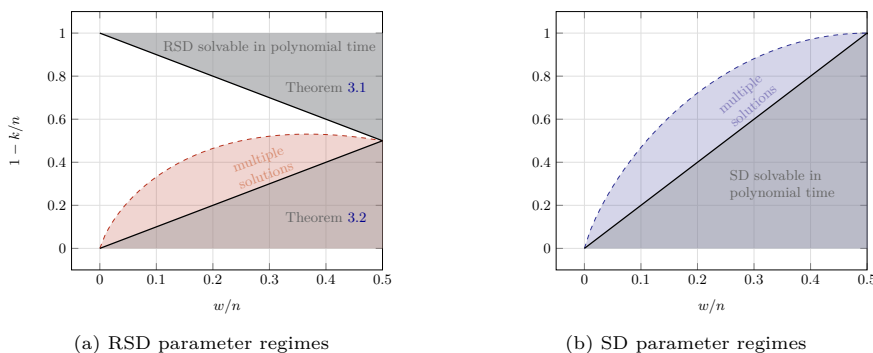 1
0.8
0.6
0.4
0.2
0
1 − k/n
RSD solvable in polynomial time
Theorem 3.1
multiple
solutions
Theorem 3.2
0
0.1
0.2
0.3
0.4
0.5
w/n
(a) RSD parameter regimes
1
0.8
0.6
0.4
0.2
0
multiple
solutions
SD solvable in
polynomial time
0
0.1
0.2
0.3
0.4
0.5
w/n
(b) SD parameter regimes